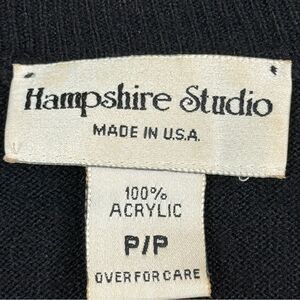 Hampshire Studio
MADE IN U.S.A.
100%
ACRYLIC
P/P
OVER FOR CARE